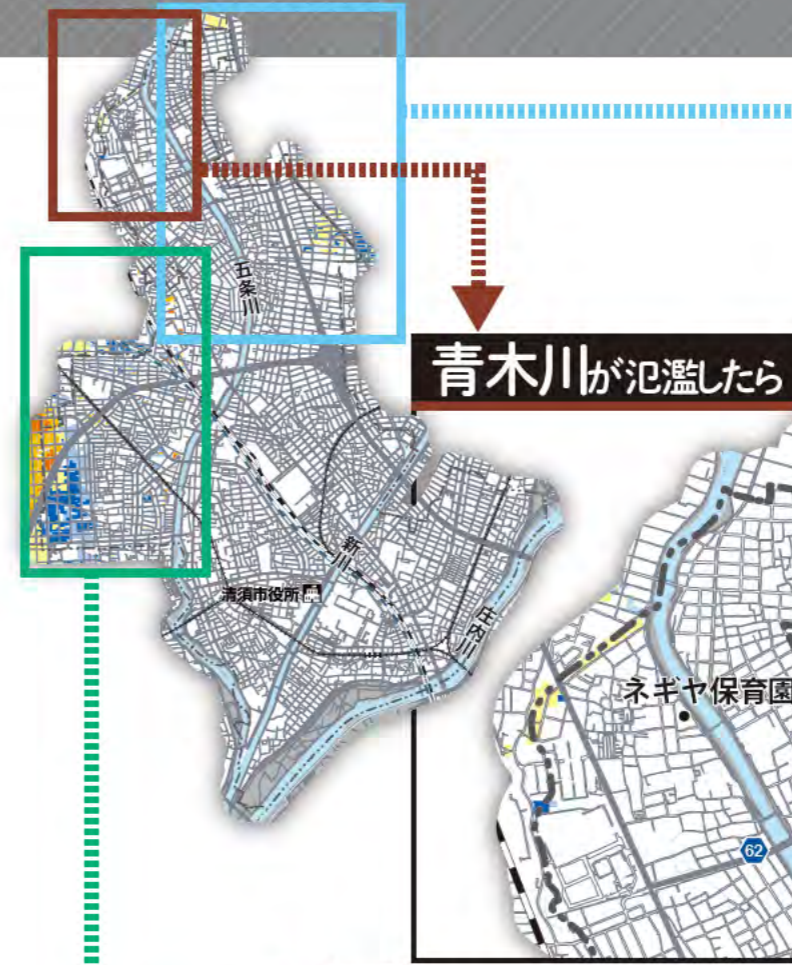 五条川
青木川が氾濫したら
新川
清須市役所
庄内川
ネギヤ保育園
62